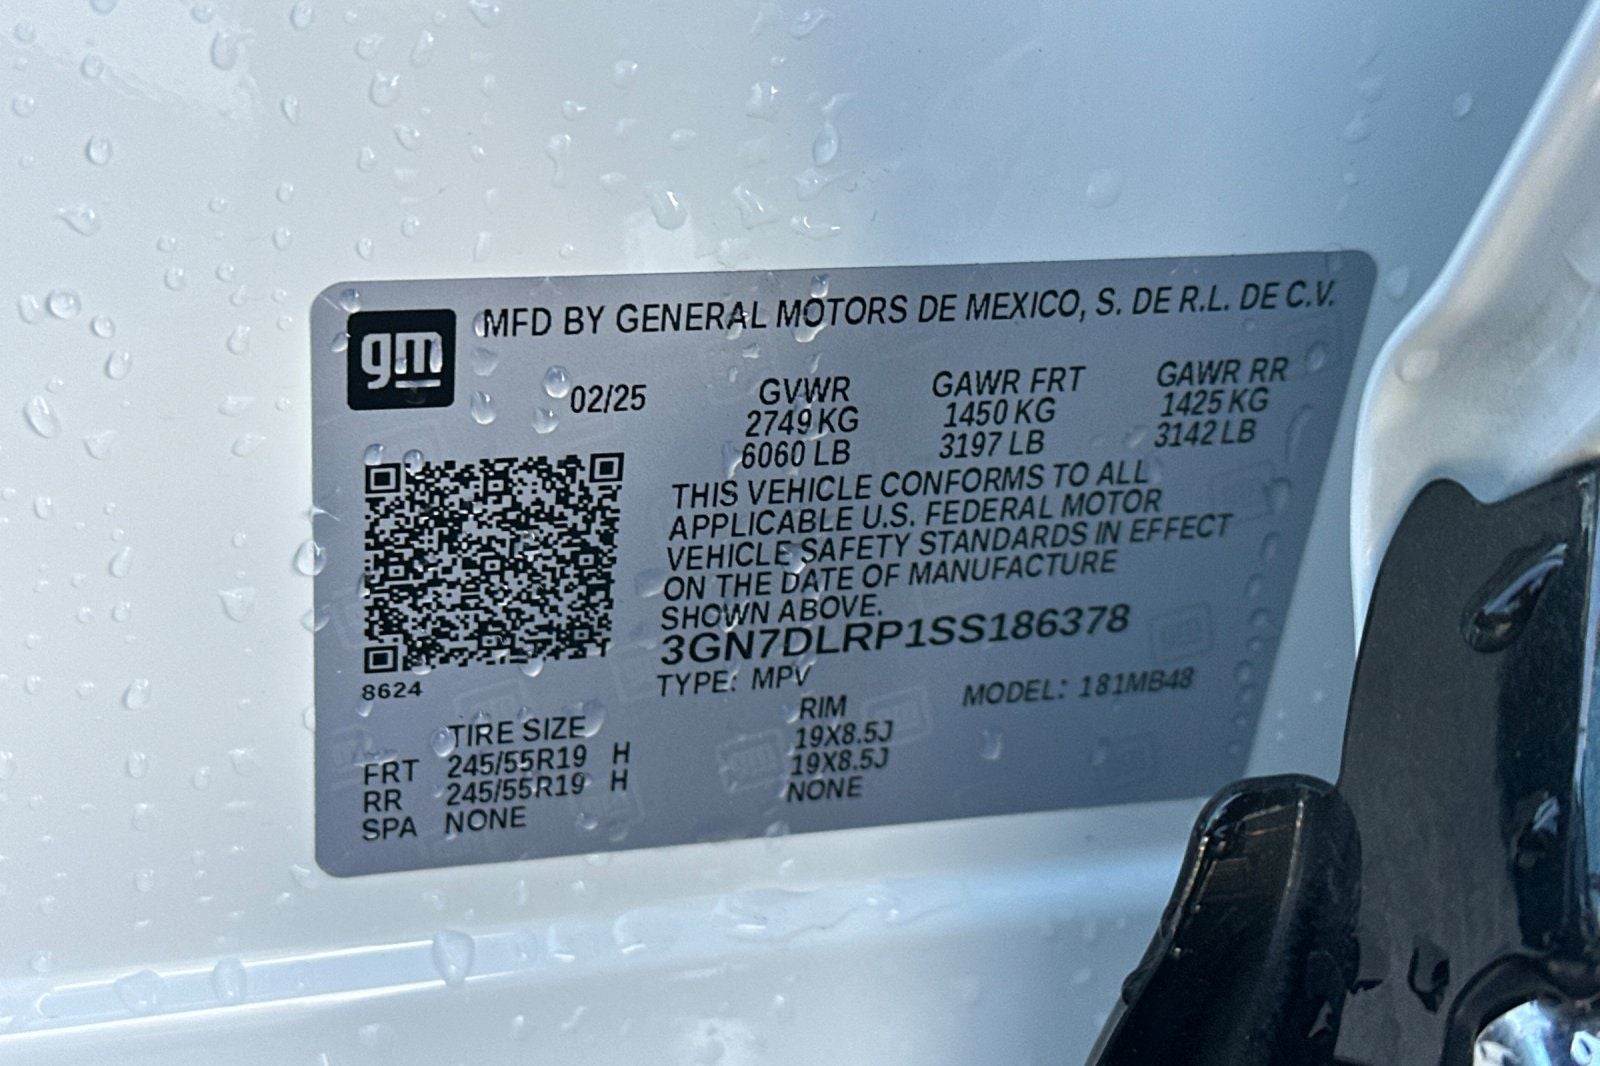 gm
MFD BY GENERAL MOTORS DE MEXICO, S. DE R.L. DE C.V.
02/25 GVWR GAWR FRT GAWR RR
2749 KG 1450 KG 1425 KG
6060 LB 3197 LB 3142 LB
THIS VEHICLE CONFORMS TO ALL
APPLICABLE U.S. FEDERAL MOTOR
VEHICLE SAFETY STANDARDS IN EFFECT
ON THE DATE OF MANUFACTURE
SHOWN ABOVE.
3GN7DLRP1SS186378
8624
TYPE: MPV MODEL: 181MB48
TIRE SIZE RIM
FRT 245/55R19 H 19X8.5J
RR 245/55R19 H 19X8.5J
SPA NONE NONE